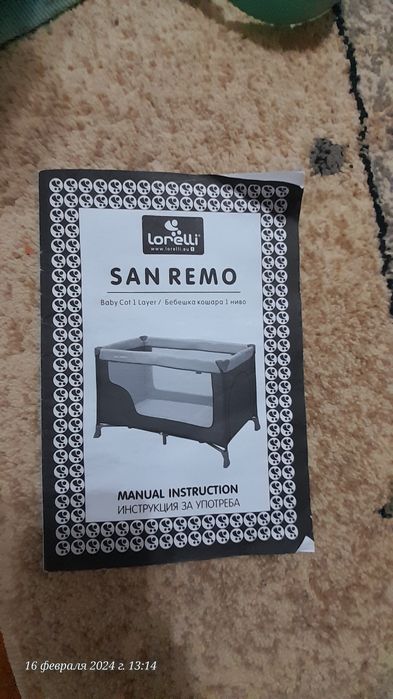 Lorelli
www.lorelli.eu
SAN REMO
Baby Cot 1 Layer / Бебешка кошара 1 ниво
MANUAL INSTRUCTION
ИНСТРУКЦИЯ ЗА УПОТРЕБА
16 февраля 2024 г. 13:14